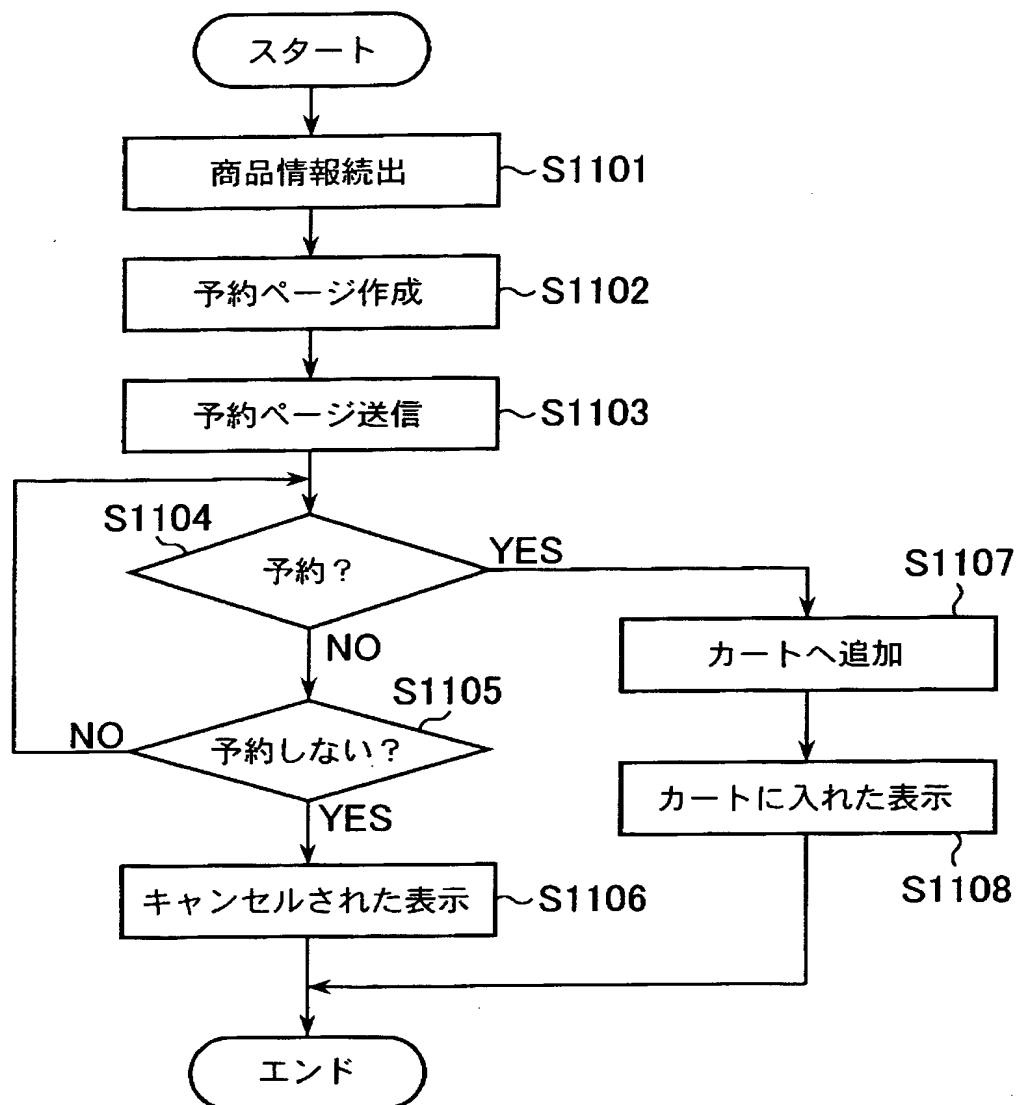 スタート
商品情報続出
S1101
予約ページ作成
S1102
予約ページ送信
S1103
S1104
予約？
YES
NO
S1105
予約しない？
NO
YES
キャンセルされた表示
S1106
S1107
カートへ追加
カートに入れた表示
S1108
エンド